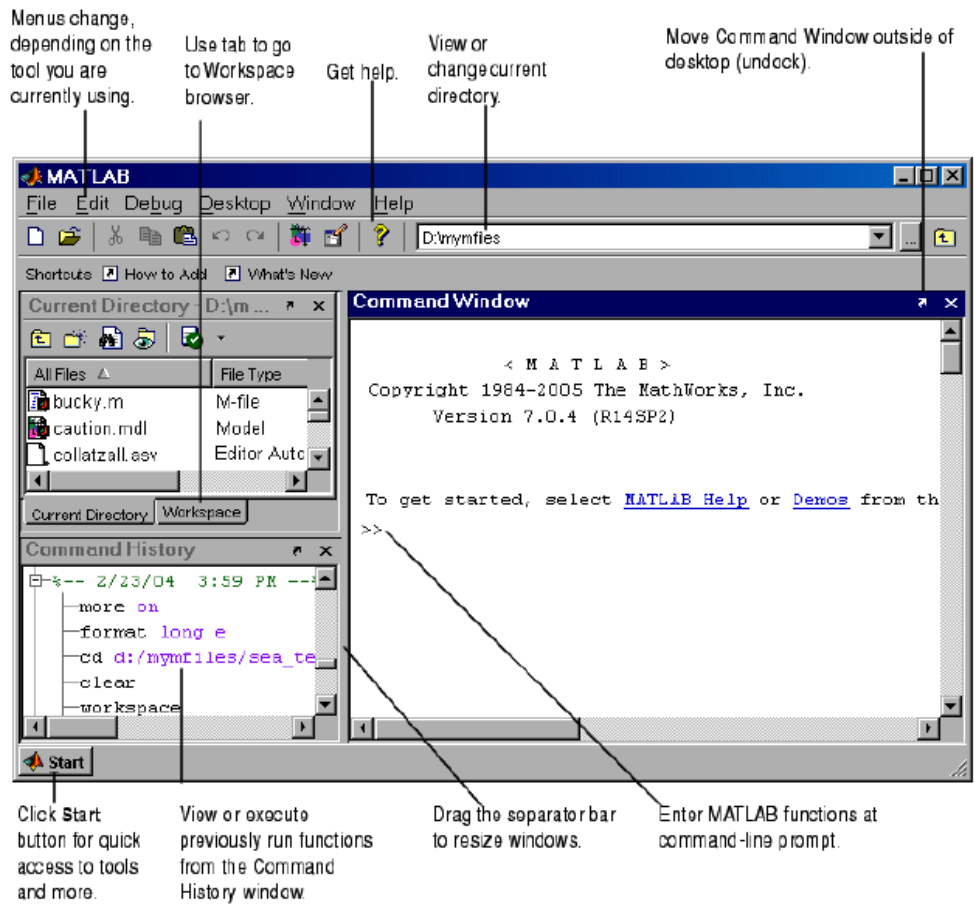 Menus change,
depending on the
tool you are
currently using.
Use tab to go
to Workspace
browser.
Get help.
View or
change current
directory.
Move Command Window outside of
desktop (undock).
MATLAB
File Edit Debug Desktop Window Help
D:\mymfiles
...
Shortcuts How to Add What's New
Current Directory - D:\m...
All Files File Type
bucky.m M-file
caution.mdl Model
collatzall.asv Editor Auto
Current Directory Workspace
Command History
%-- 2/23/04 3:59 PM --%
more on
format long e
cd d:/mymfiles/sea_te
clear
workspace
Command Window
< M A T L A B >
Copyright 1984-2005 The MathWorks, Inc.
Version 7.0.4 (R14SP2)
To get started, select MATLAB Help or Demos from th
>>
Start
Click Start
button for quick
access to tools
and more.
View or execute
previously run functions
from the Command
History window.
Drag the separator bar
to resize windows.
Enter MATLAB functions at
command-line prompt.